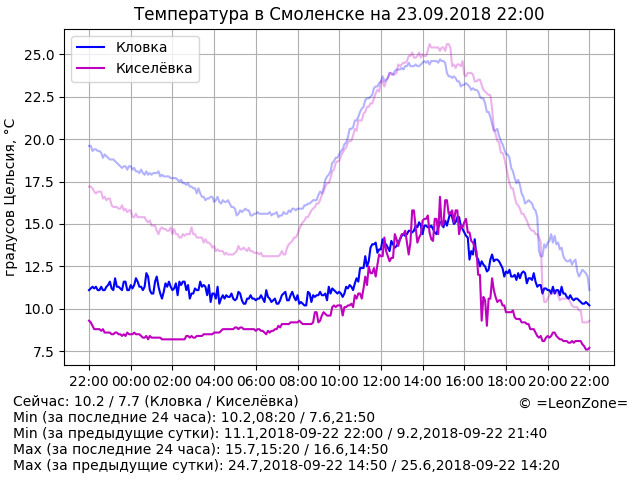 Температура в Смоленске на 23.09.2018 22:00
Кловка
Киселёвка
градусов Цельсия, °C
25.0
22.5
20.0
17.5
15.0
12.5
10.0
7.5
22:00 00:00 02:00 04:00 06:00 08:00 10:00 12:00 14:00 16:00 18:00 20:00 22:00
Сейчас: 10.2 / 7.7 (Кловка / Киселёвка)
© =LeonZone=
Min (за последние 24 часа): 10.2,08:20 / 7.6,21:50
Min (за предыдущие сутки): 11.1,2018-09-22 22:00 / 9.2,2018-09-22 21:40
Max (за последние 24 часа): 15.7,15:20 / 16.6,14:50
Max (за предыдущие сутки): 24.7,2018-09-22 14:50 / 25.6,2018-09-22 14:20